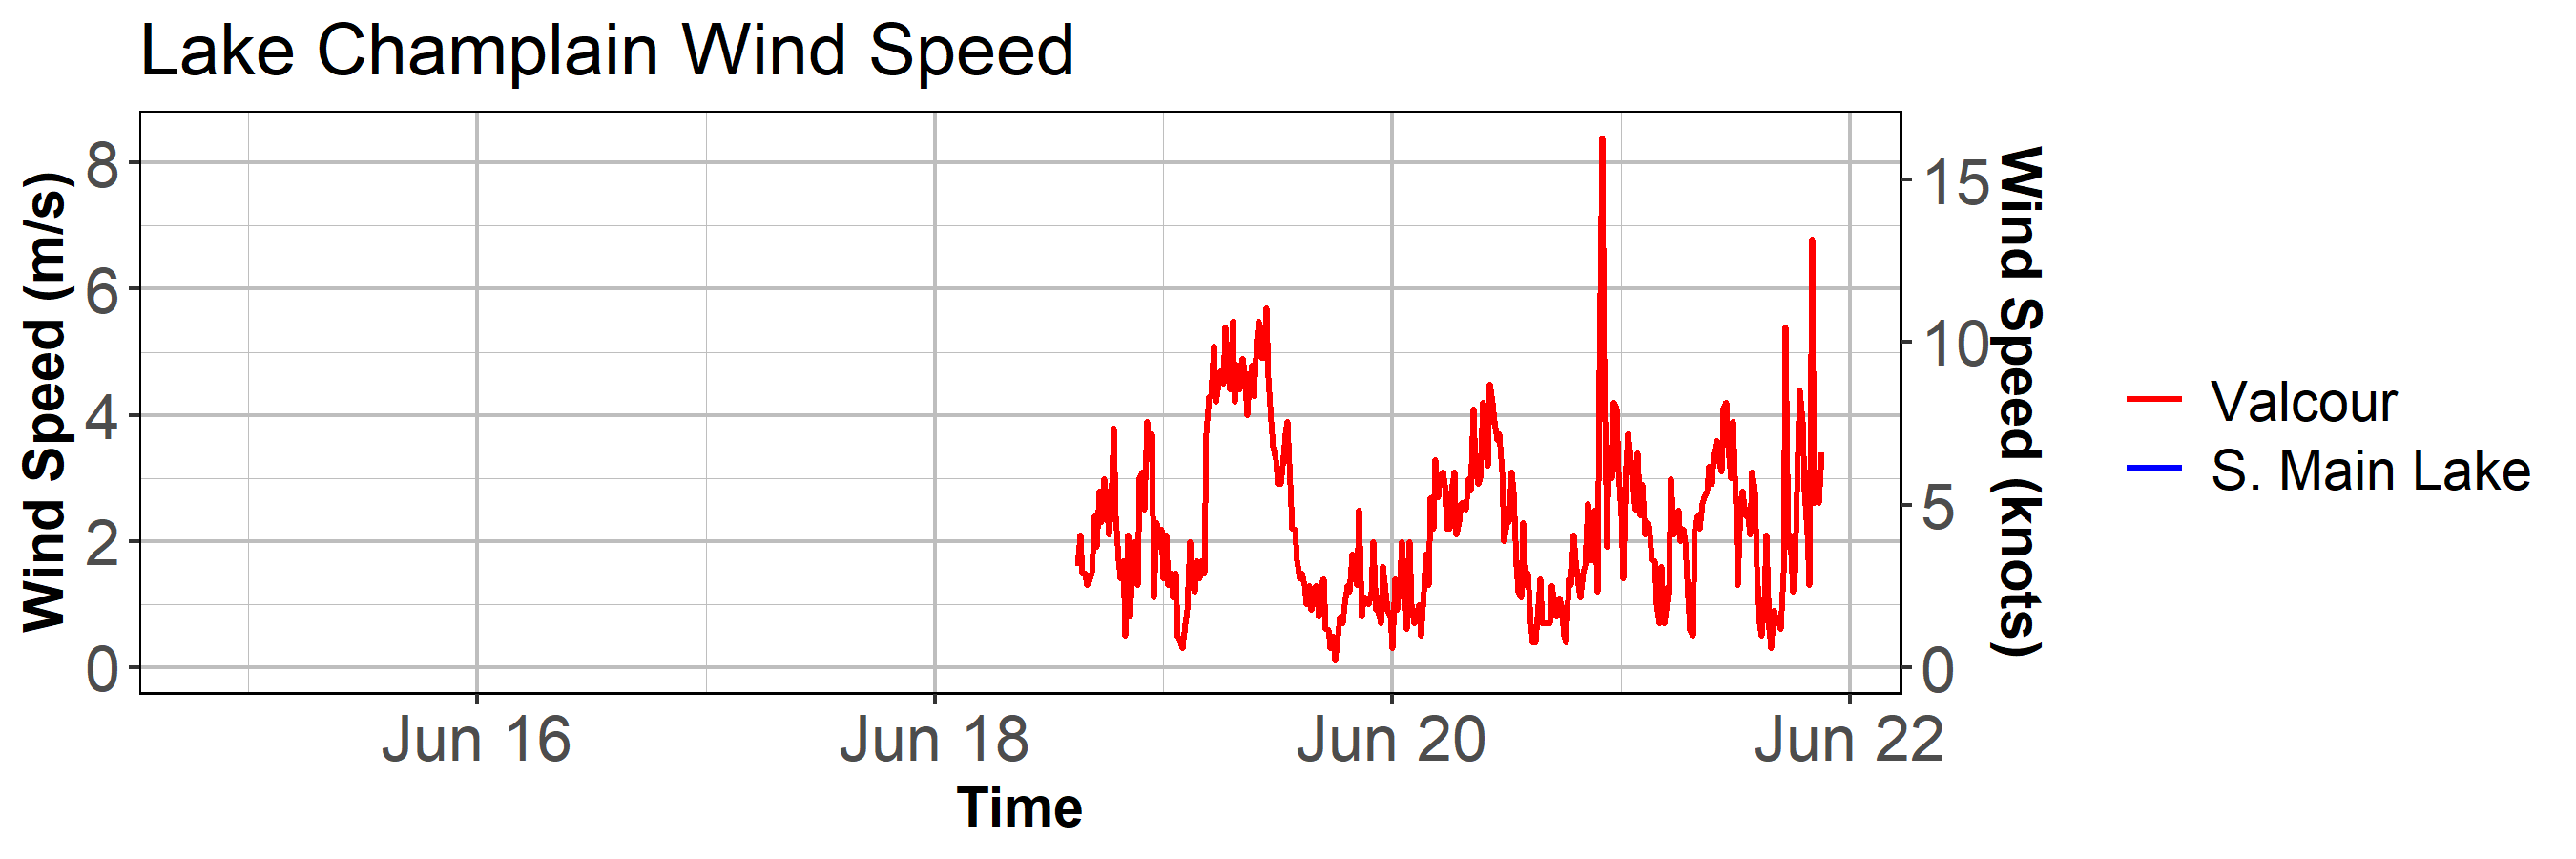 Lake Champlain Wind Speed
Wind Speed (m/s)
8
6
4
2
0
15
10
5
0
Wind Speed (knots)
Jun 16
Jun 18
Jun 20
Jun 22
Time
Valcour
S. Main Lake